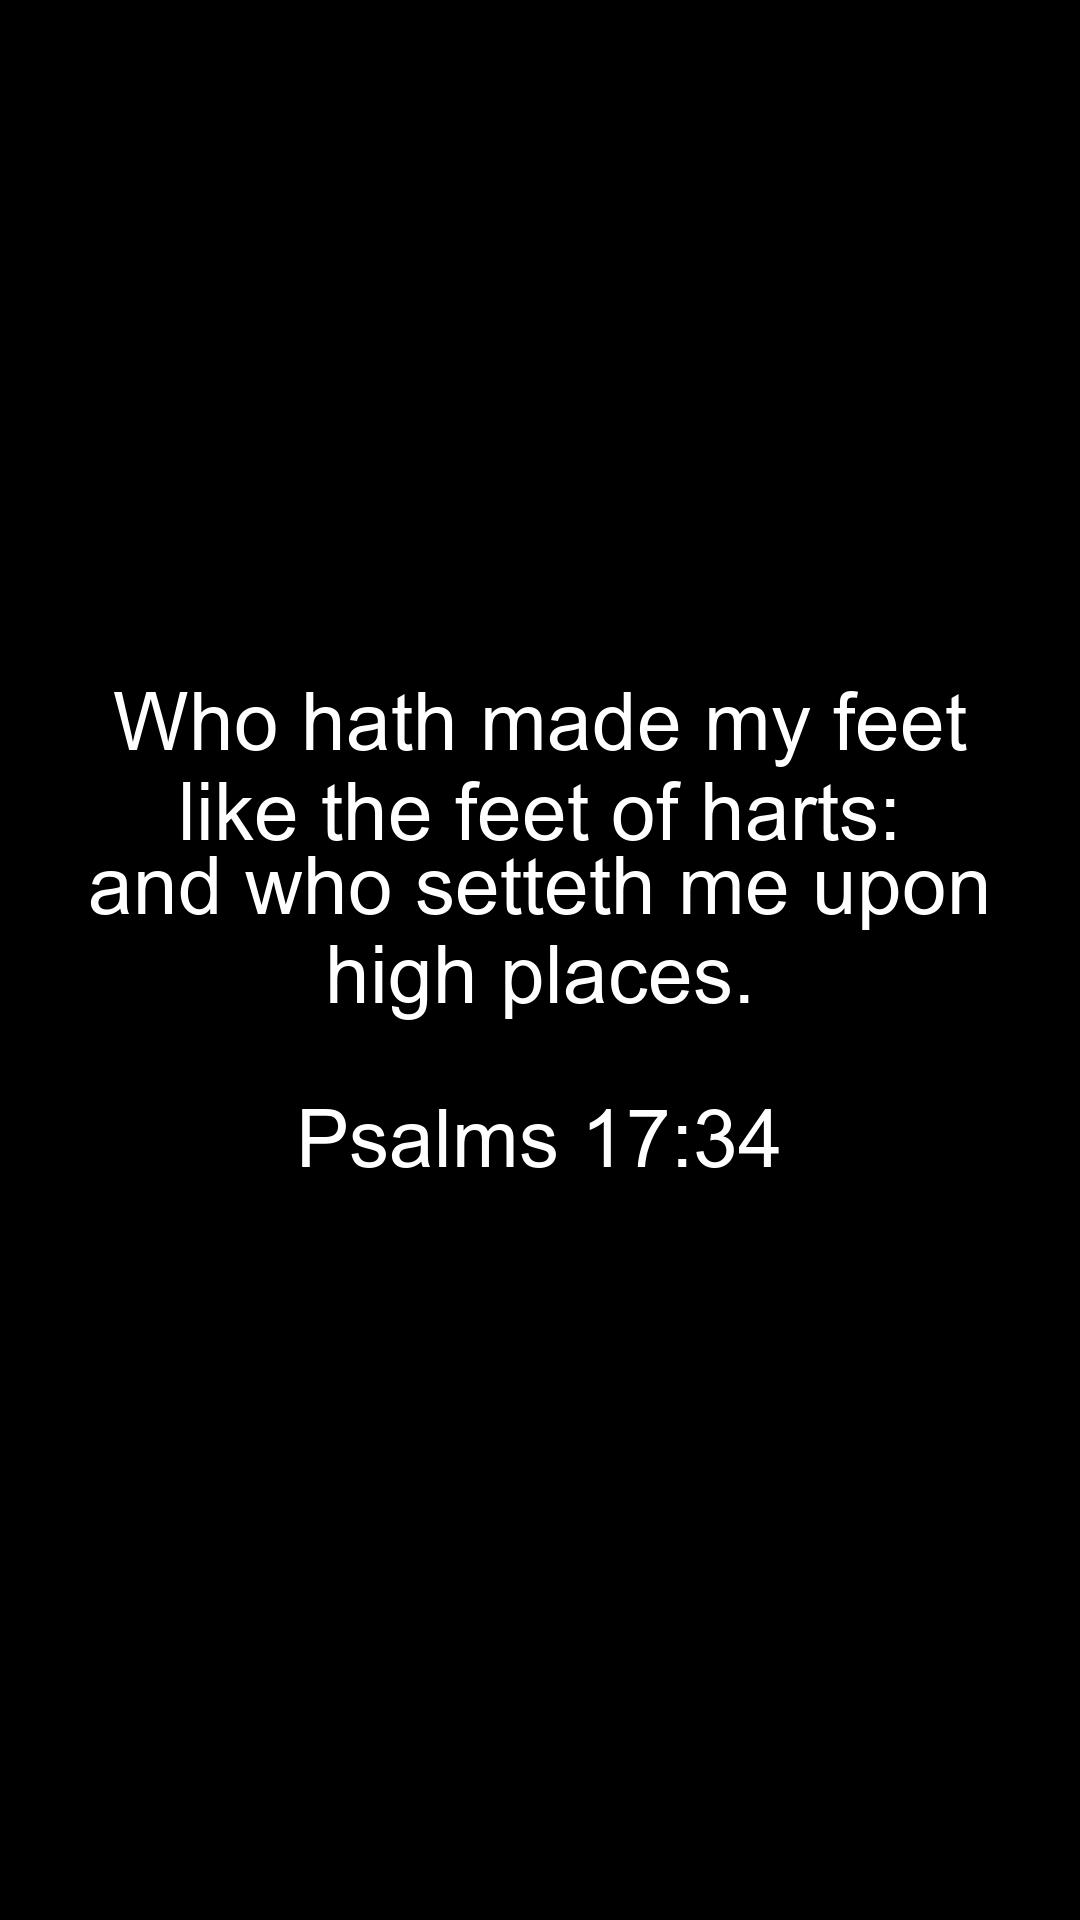 Who hath made my feet
like the feet of harts:
and who setteth me upon
high places.
Psalms 17:34